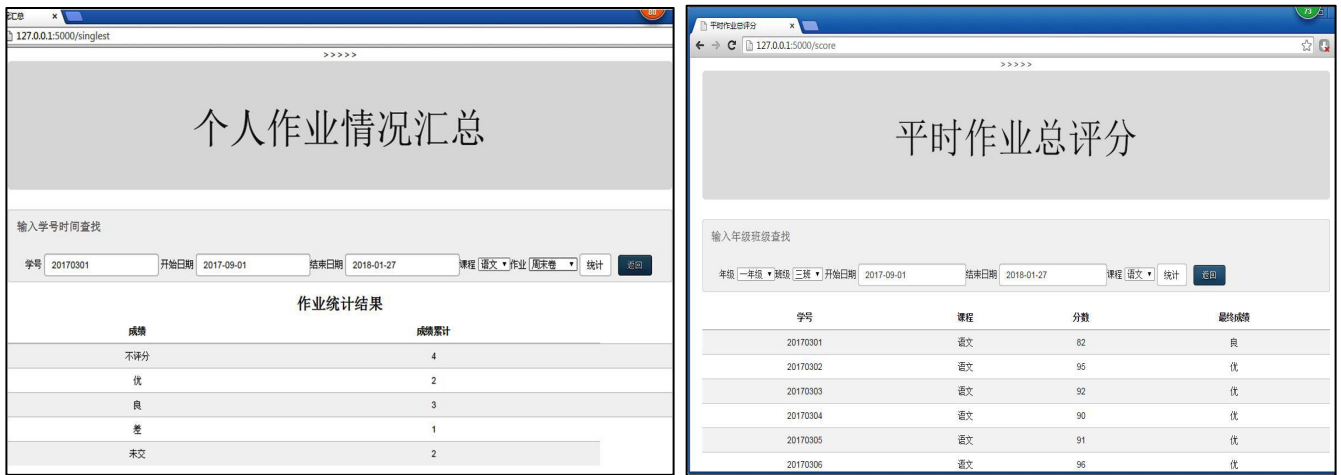 况汇总 ×
80
127.0.0.1:5000/singlest
>>>>>
个人作业情况汇总
输入学号时间查找
学号 20170301 开始日期 2017-09-01 结束日期 2018-01-27 课程 语文 作业 周末卷 统计 返回
作业统计结果
成绩 成绩累计
不评分 4
优 2
良 3
差 1
未交 2
73
平时作业总评分 ×
127.0.0.1:5000/score
>>>>>
平时作业总评分
输入年级班级查找
年级 一年级 班级 三班 开始日期 2017-09-01 结束日期 2018-01-27 课程 语文 统计 返回
学号 课程 分数 最终成绩
20170301 语文 82 良
20170302 语文 95 优
20170303 语文 92 优
20170304 语文 90 优
20170305 语文 91 优
20170306 语文 96 优